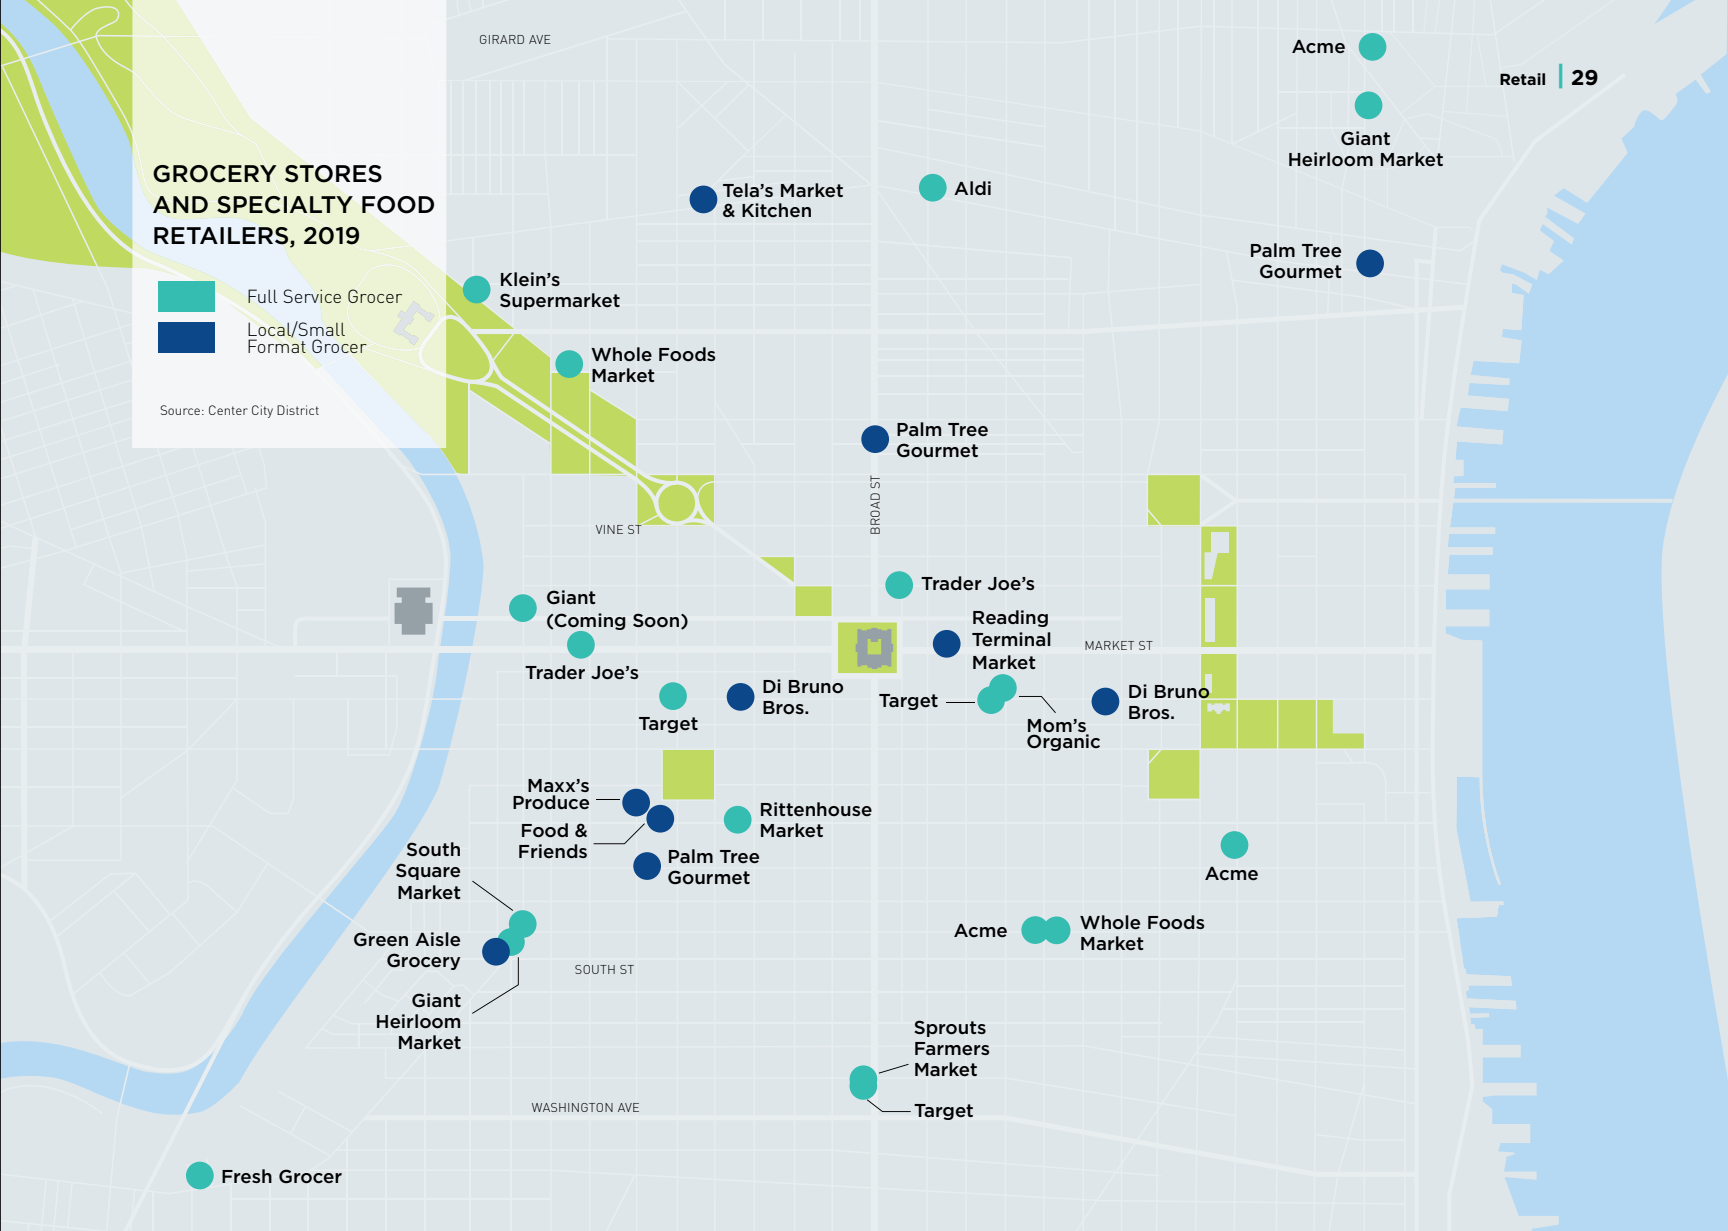 GIRARD AVE
Acme
Retail | 29
Giant
Heirloom Market
GROCERY STORES
AND SPECIALTY FOOD
RETAILERS, 2019
Full Service Grocer
Local/Small
Format Grocer
Source: Center City District
Tela’s Market
& Kitchen
Aldi
Palm Tree
Gourmet
Klein’s
Supermarket
Whole Foods
Market
Palm Tree
Gourmet
BROAD ST
VINE ST
Trader Joe’s
Giant
(Coming Soon)
Reading
Terminal
Market
MARKET ST
Trader Joe’s
Target
Di Bruno
Bros.
Target
Mom’s
Organic
Di Bruno
Bros.
Maxx’s
Produce
Food &
Friends
Rittenhouse
Market
Palm Tree
Gourmet
South
Square
Market
Acme
Green Aisle
Grocery
Acme
Whole Foods
Market
SOUTH ST
Giant
Heirloom
Market
Sprouts
Farmers
Market
Target
WASHINGTON AVE
Fresh Grocer